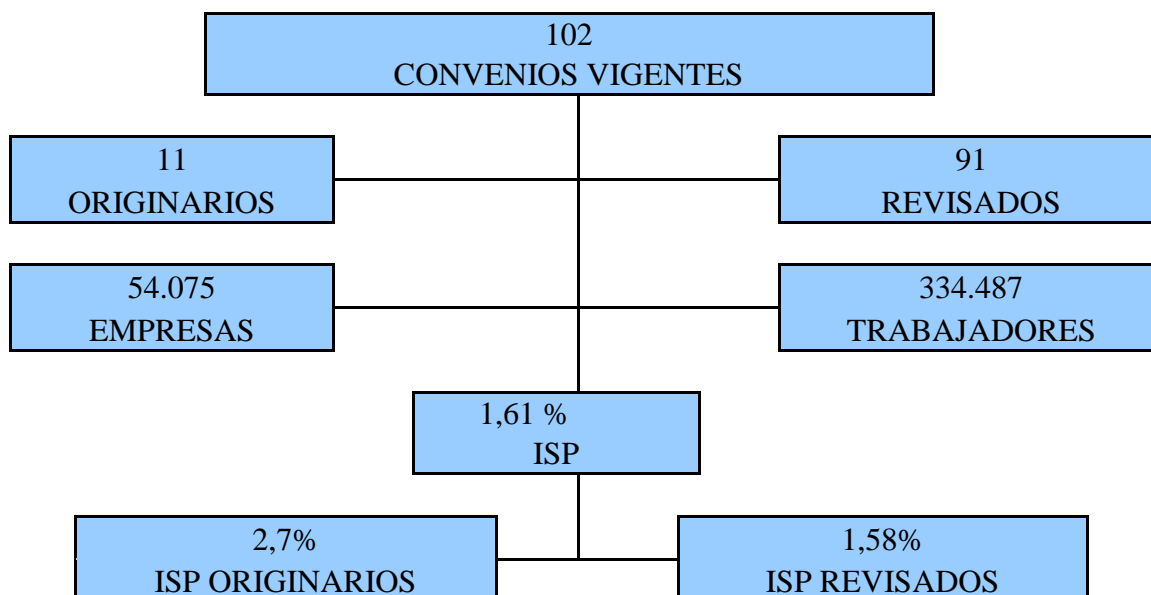 102
CONVENIOS VIGENTES
11
ORIGINARIOS
91
REVISADOS
54.075
EMPRESAS
334.487
TRABAJADORES
1,61 %
ISP
2,7%
ISP ORIGINARIOS
1,58%
ISP REVISADOS